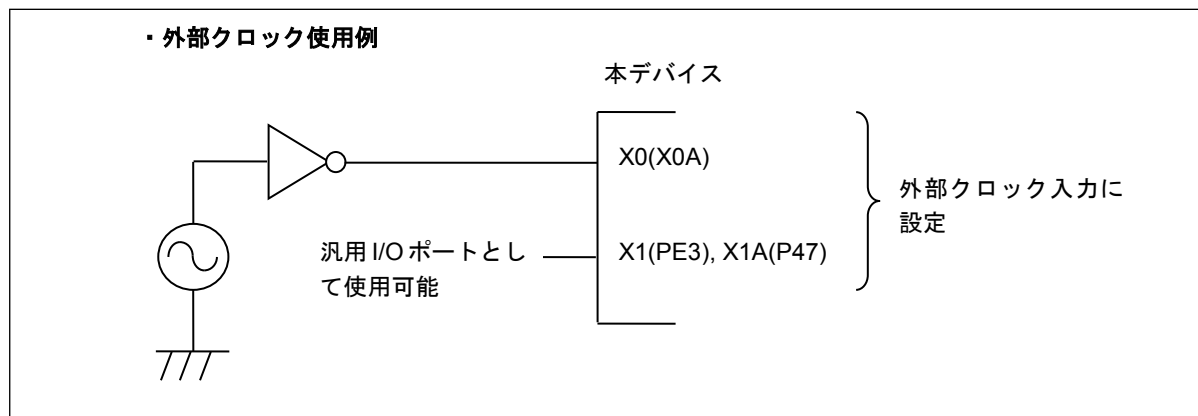 ・外部クロック使用例
本デバイス
X0(X0A)
外部クロック入力に
設定
汎用 I/O ポートとし
て使用可能
X1(PE3), X1A(P47)